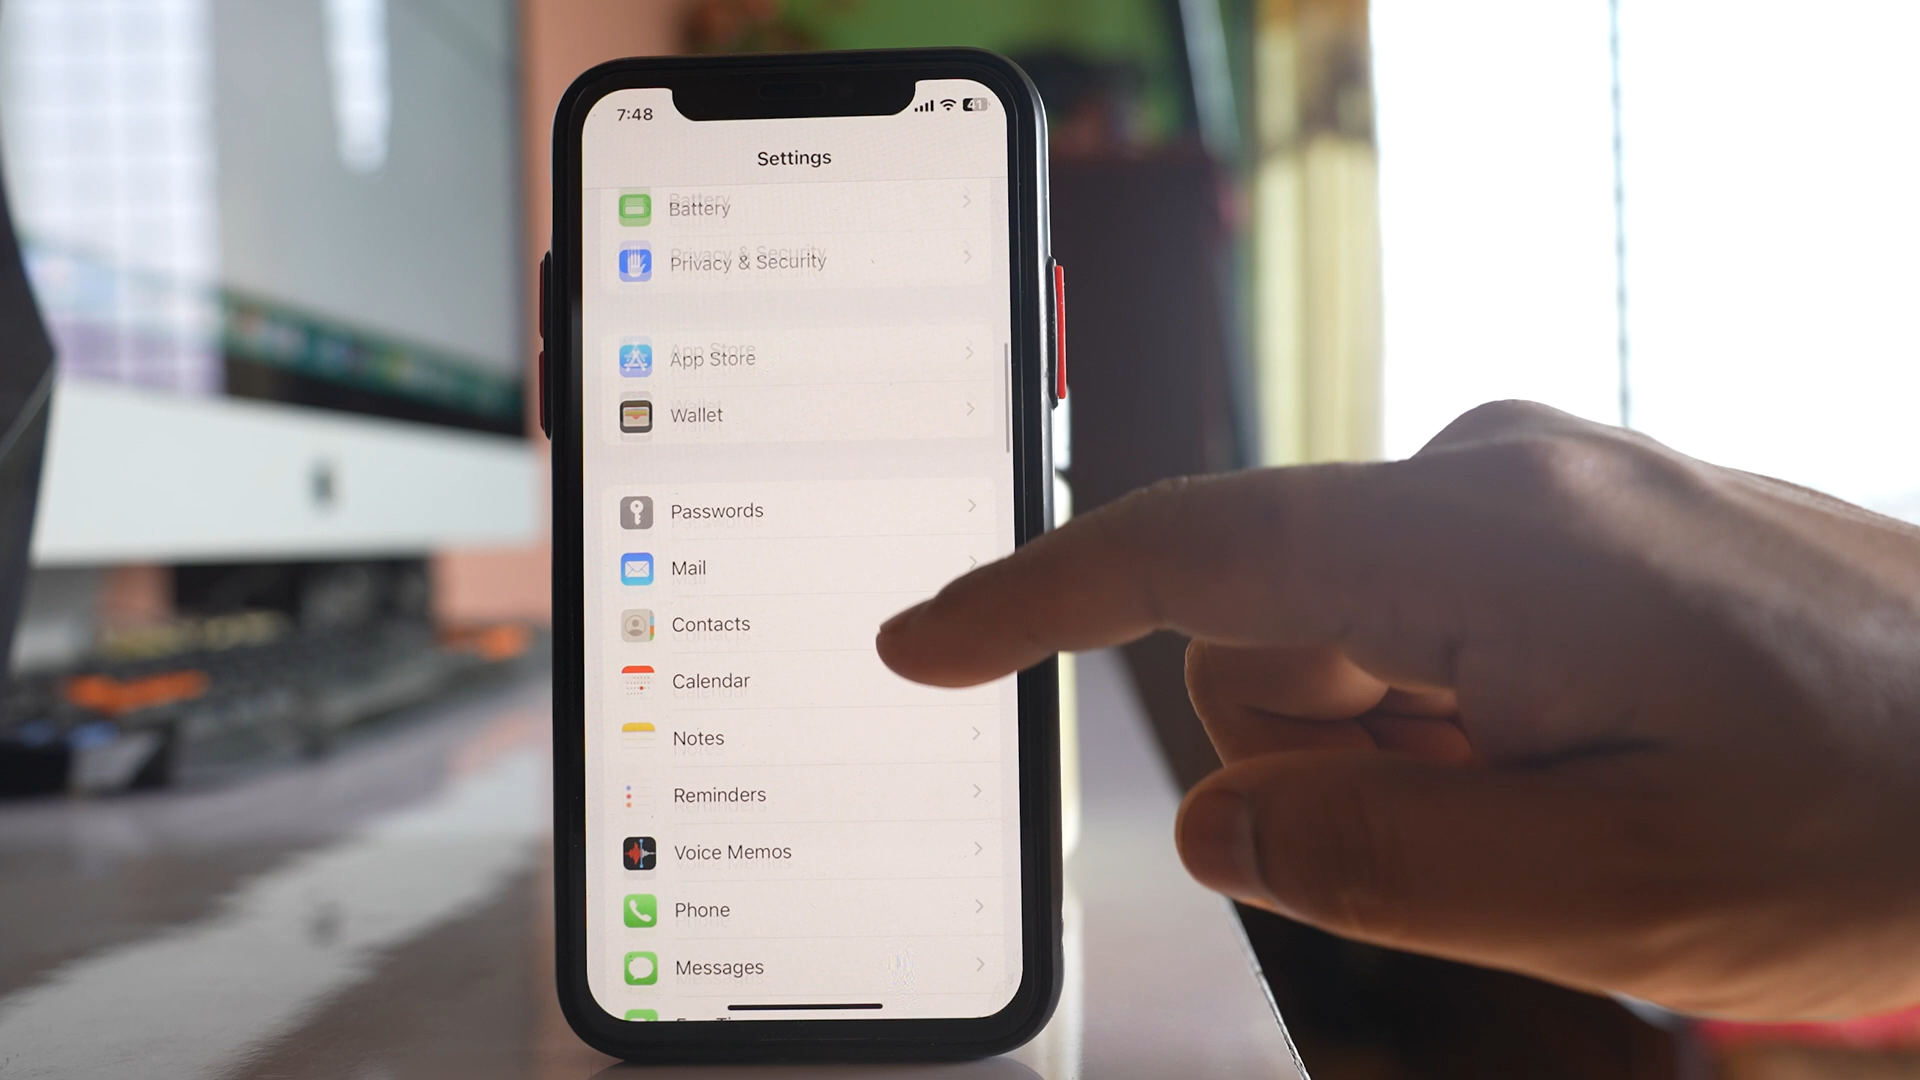 7:48
41
Settings
Battery
Privacy & Security
App Store
Wallet
Passwords
Mail
Contacts
Calendar
Notes
Reminders
Voice Memos
Phone
Messages